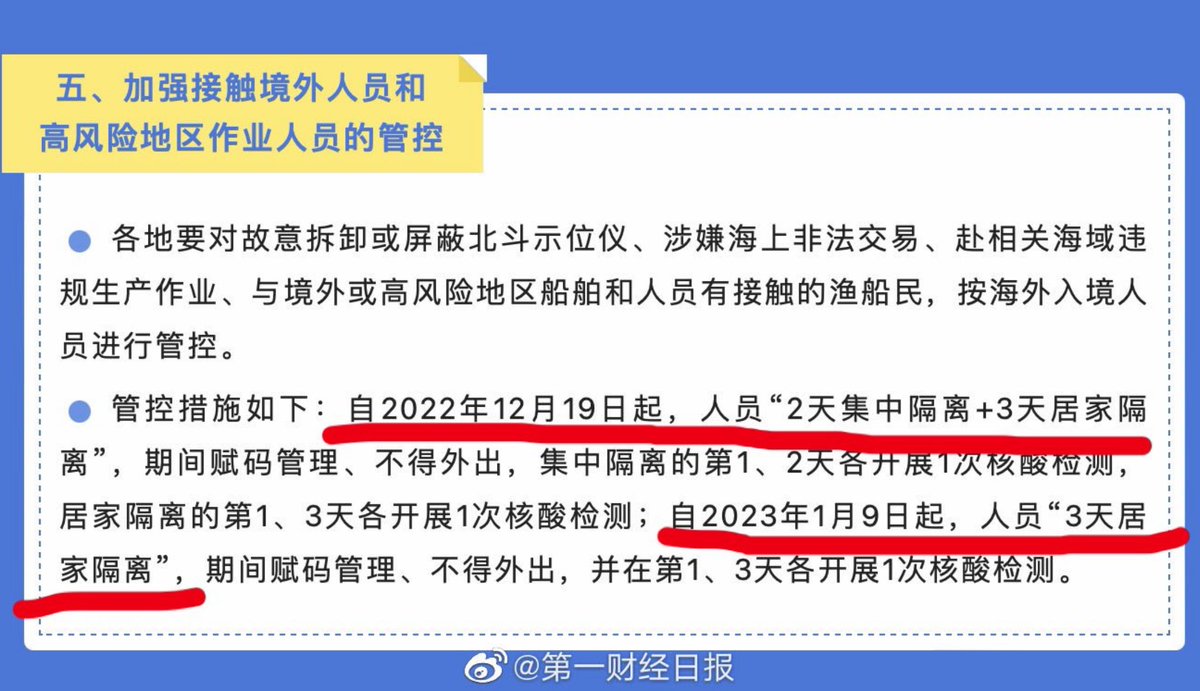 五、加强接触境外人员和
高风险地区作业人员的管控
各地要对故意拆卸或屏蔽北斗示位仪、涉嫌海上非法交易、赴相关海域违
规生产作业、与境外或高风险地区船舶和人员有接触的渔船民，按海外入境人
员进行管控。
管控措施如下：自2022年12月19日起，人员“2天集中隔离+3天居家隔
离”，期间赋码管理、不得外出，集中隔离的第1、2天各开展1次核酸检测，
居家隔离的第1、3天各开展1次核酸检测；自2023年1月9日起，人员“3天居
家隔离”，期间赋码管理、不得外出，并在第1、3天各开展1次核酸检测。
@第一财经日报